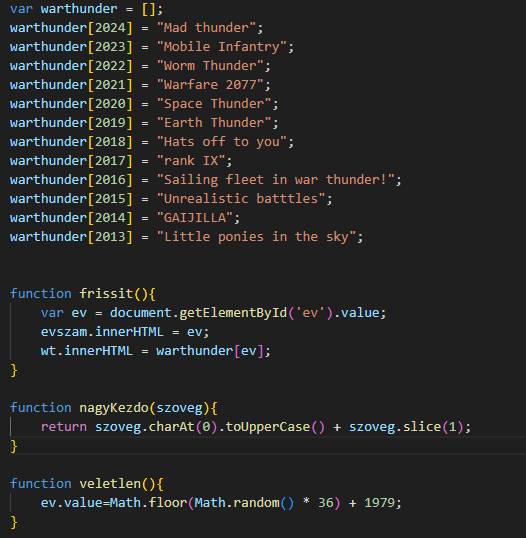 var warthunder = [];
warthunder[2024] = "Mad thunder";
warthunder[2023] = "Mobile Infantry";
warthunder[2022] = "Worm Thunder";
warthunder[2021] = "Warfare 2077";
warthunder[2020] = "Space Thunder";
warthunder[2019] = "Earth Thunder";
warthunder[2018] = "Hats off to you";
warthunder[2017] = "rank IX";
warthunder[2016] = "Sailing fleet in war thunder!";
warthunder[2015] = "Unrealistic batttles";
warthunder[2014] = "GAIJILLA";
warthunder[2013] = "Little ponies in the sky";
function frissit(){
var ev = document.getElementById('ev').value;
evszam.innerHTML = ev;
wt.innerHTML = warthunder[ev];
}
function nagyKezdo(szoveg){
return szoveg.charAt(0).toUpperCase() + szoveg.slice(1);
}
function veletlen(){
ev.value=Math.floor(Math.random() * 36) + 1979;
}